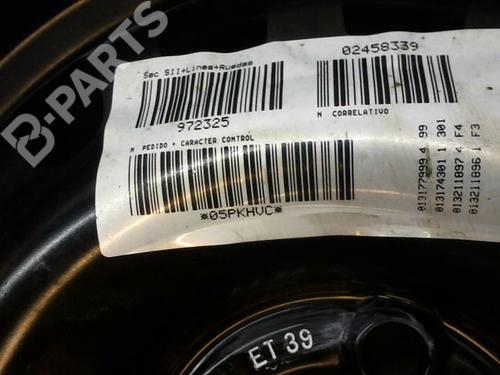 B-PARTS
Sec SII+Linea+Ruedas
972325
02458339
N CORRELATIVO
N PEDIDO + CARACTER CONTROL
*05PKHVC*
013177999 4 99
013174301 1 301
013211897 4 F4
013211896 1 F3
ET 39